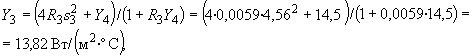 Y₃ = (4R₃s₃² + Y₄)/(1 + R₃Y₄) = (4·0,0059·4,56² + 14,5)/(1 + 0,0059·14,5) =
= 13,82 Вт/(м²·°С),